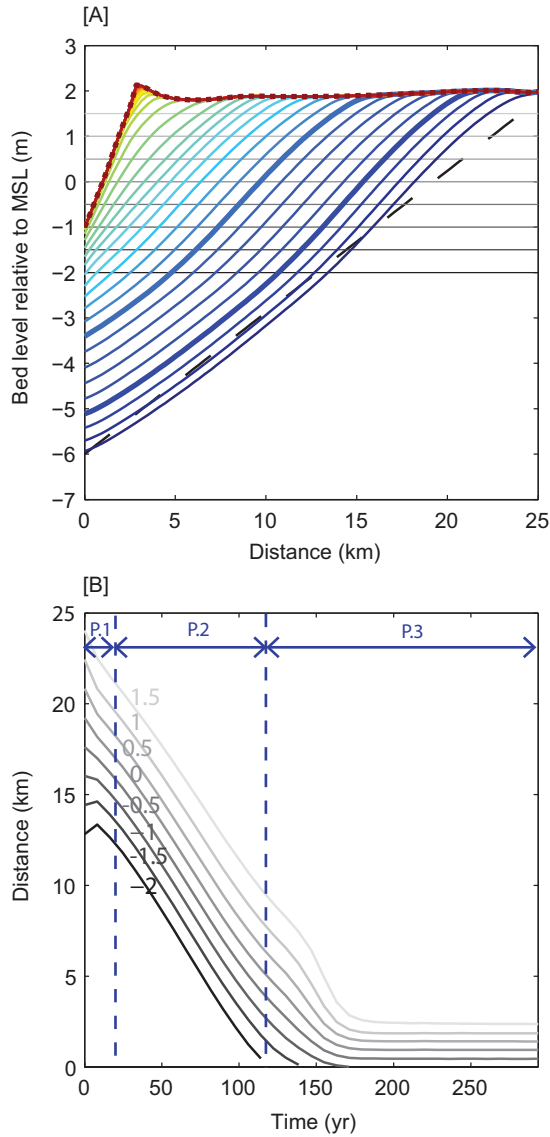 [A]
3
2
1
0
−1
−2
−3
−4
−5
−6
−7
Bed level relative to MSL (m)
0 5 10 15 20 25
Distance (km)
[B]
25
20
15
10
5
0
Distance (km)
P.1 P.2 P.3
1.5
1
0.5
0
-0.5
−1
-1.5
−2
0 50 100 150 200 250
Time (yr)